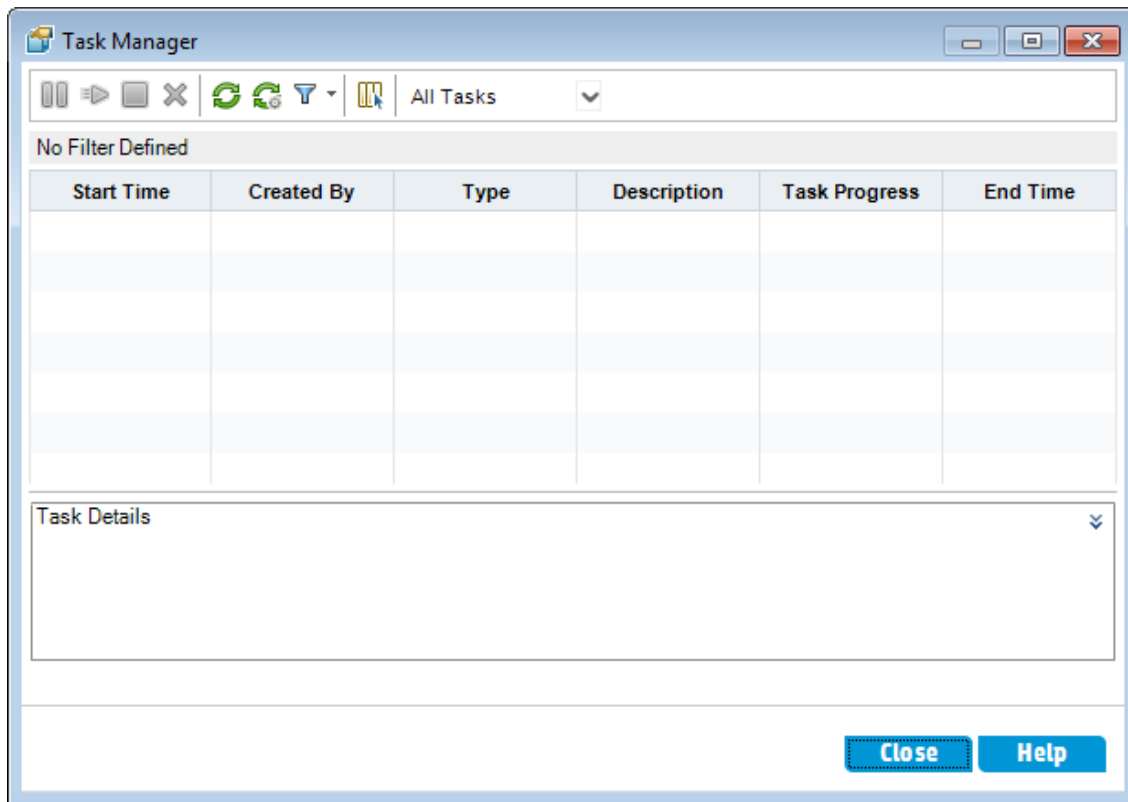 Task Manager
All Tasks
No Filter Defined
Start Time Created By Type Description Task Progress End Time
Task Details
Close Help